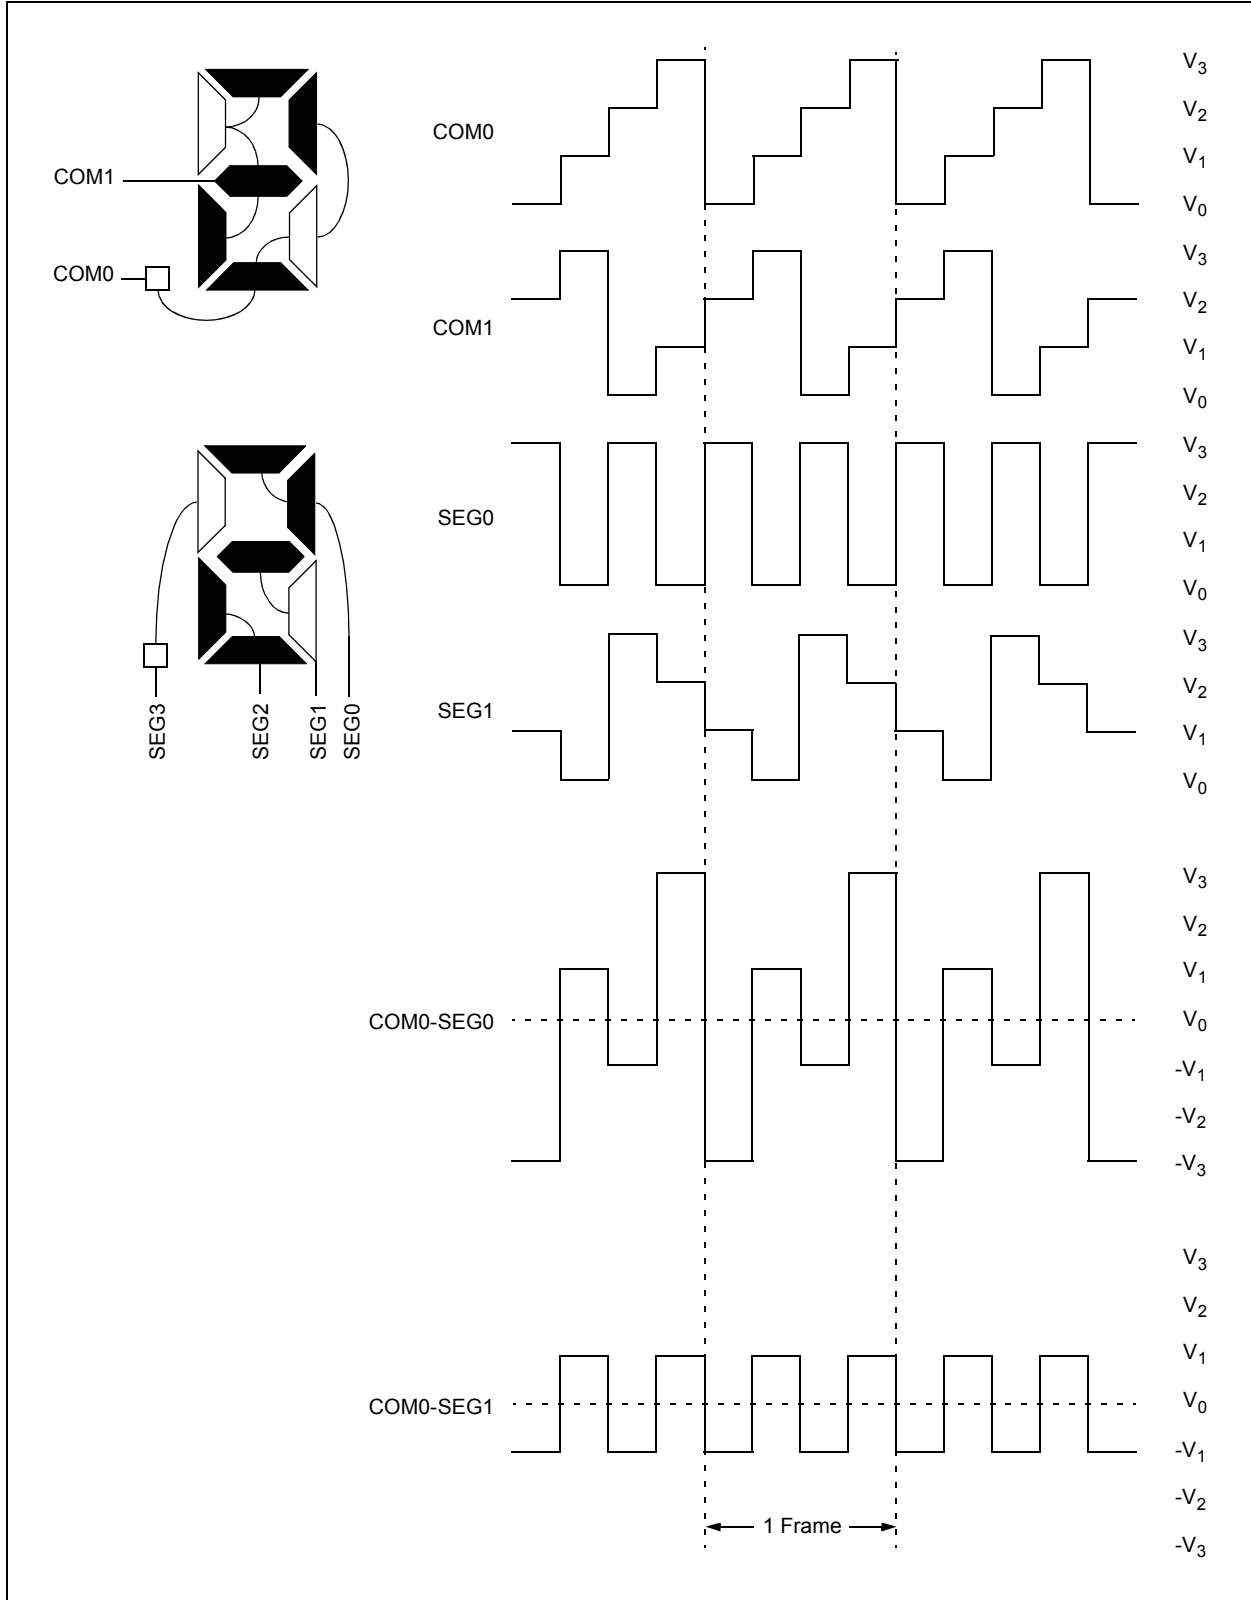 COM1
COM0
SEG3
SEG2
SEG1
SEG0
COM0
V3
V2
V1
V0
COM1
V3
V2
V1
V0
SEG0
V3
V2
V1
V0
SEG1
V3
V2
V1
V0
COM0-SEG0
V3
V2
V1
V0
-V1
-V2
-V3
COM0-SEG1
V3
V2
V1
V0
-V1
-V2
-V3
1 Frame